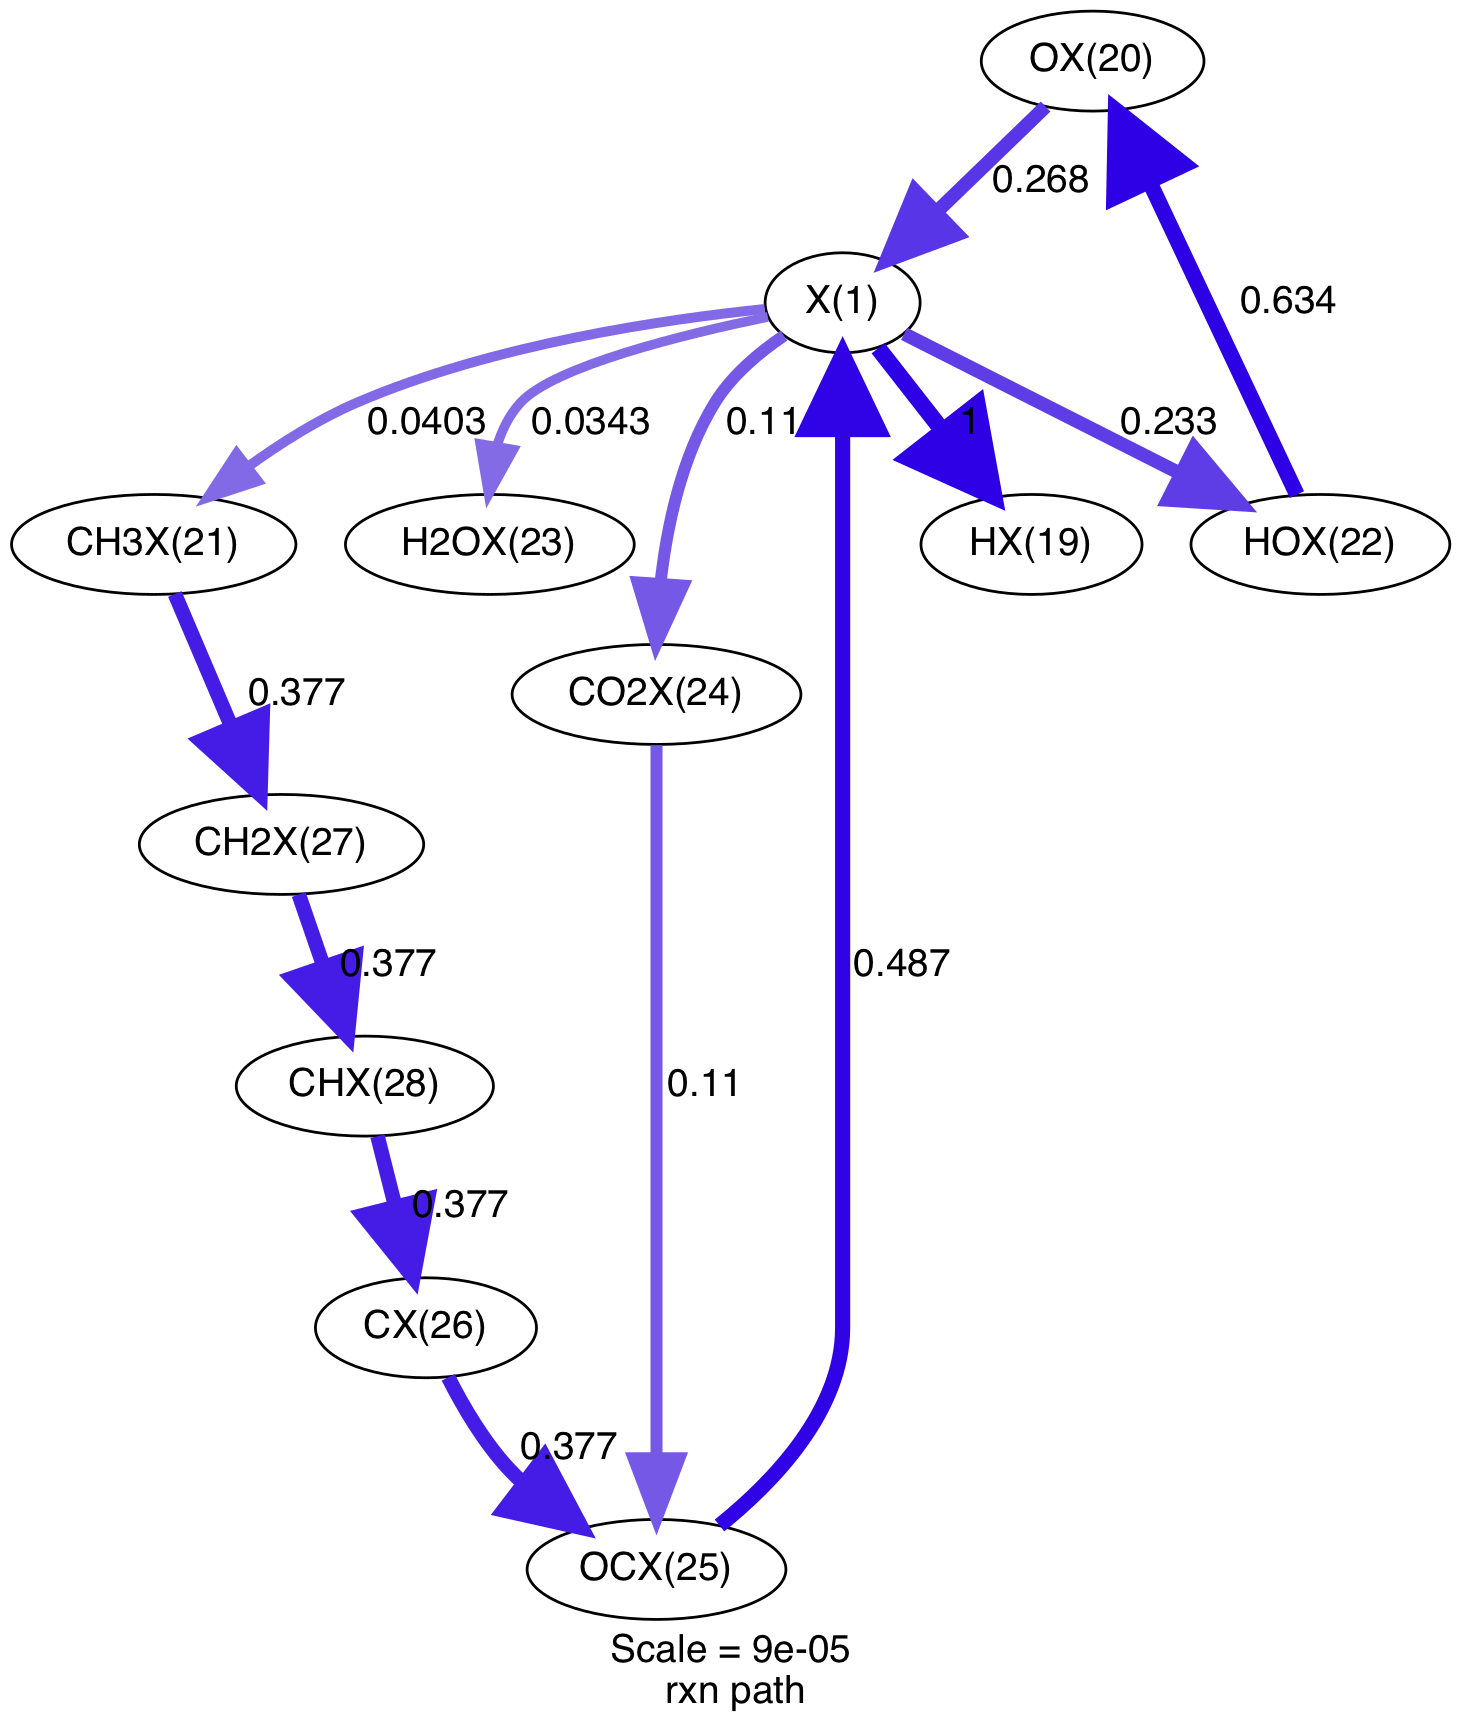 OX(20)
0.268
X(1)
0.634
0.0403
0.0343
0.11
1
0.233
CH3X(21)
H2OX(23)
HX(19)
HOX(22)
0.377
CO2X(24)
CH2X(27)
0.377
0.487
CHX(28)
0.11
0.377
CX(26)
0.377
OCX(25)
Scale = 9e-05
rxn path